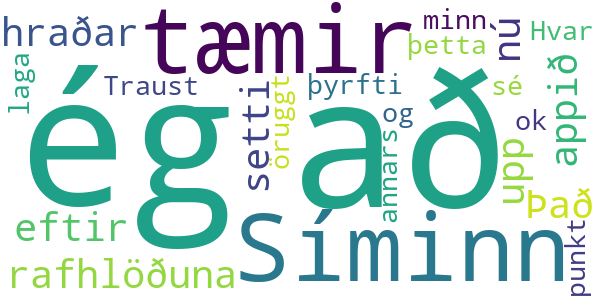 hraðar
tæmir
minn
þetta
nú
Hvar
laga
Traust
ég
setti
öruggt
þyrfti
að
og
annars
sé
ok
appið
upp
eftir
rafhlöðuna
Síminn
Það
punkt